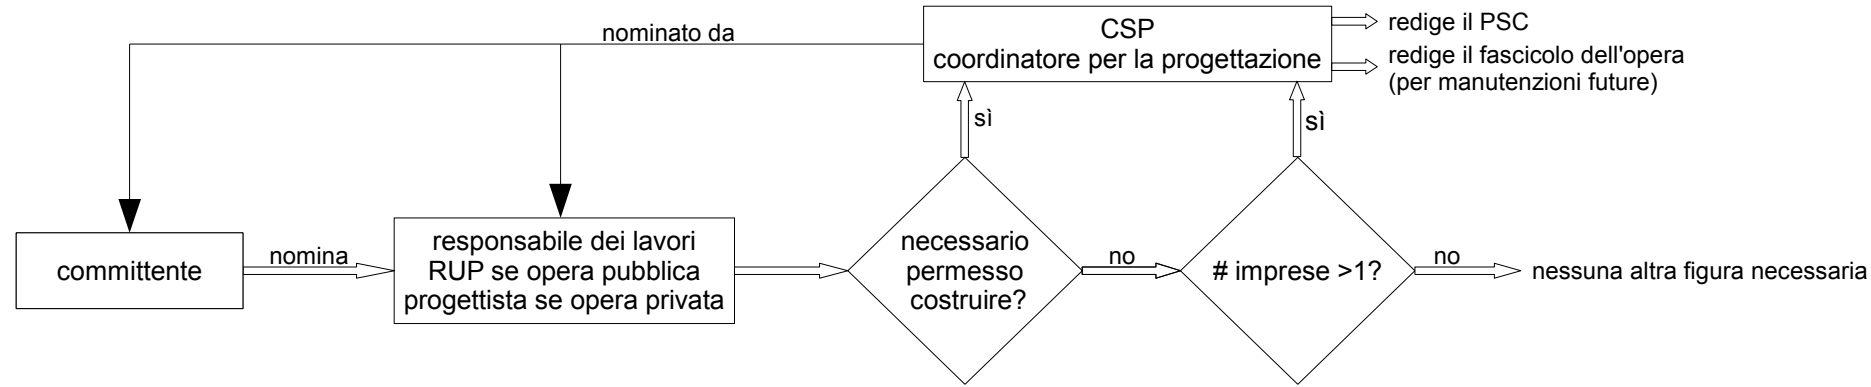 nominato da
CSP
coordinatore per la progettazione
redige il PSC
redige il fascicolo dell'opera
(per manutenzioni future)
sì
sì
committente
nomina
responsabile dei lavori
RUP se opera pubblica
progettista se opera privata
necessario
permesso
costruire?
no
# imprese >1?
no
nessuna altra figura necessaria